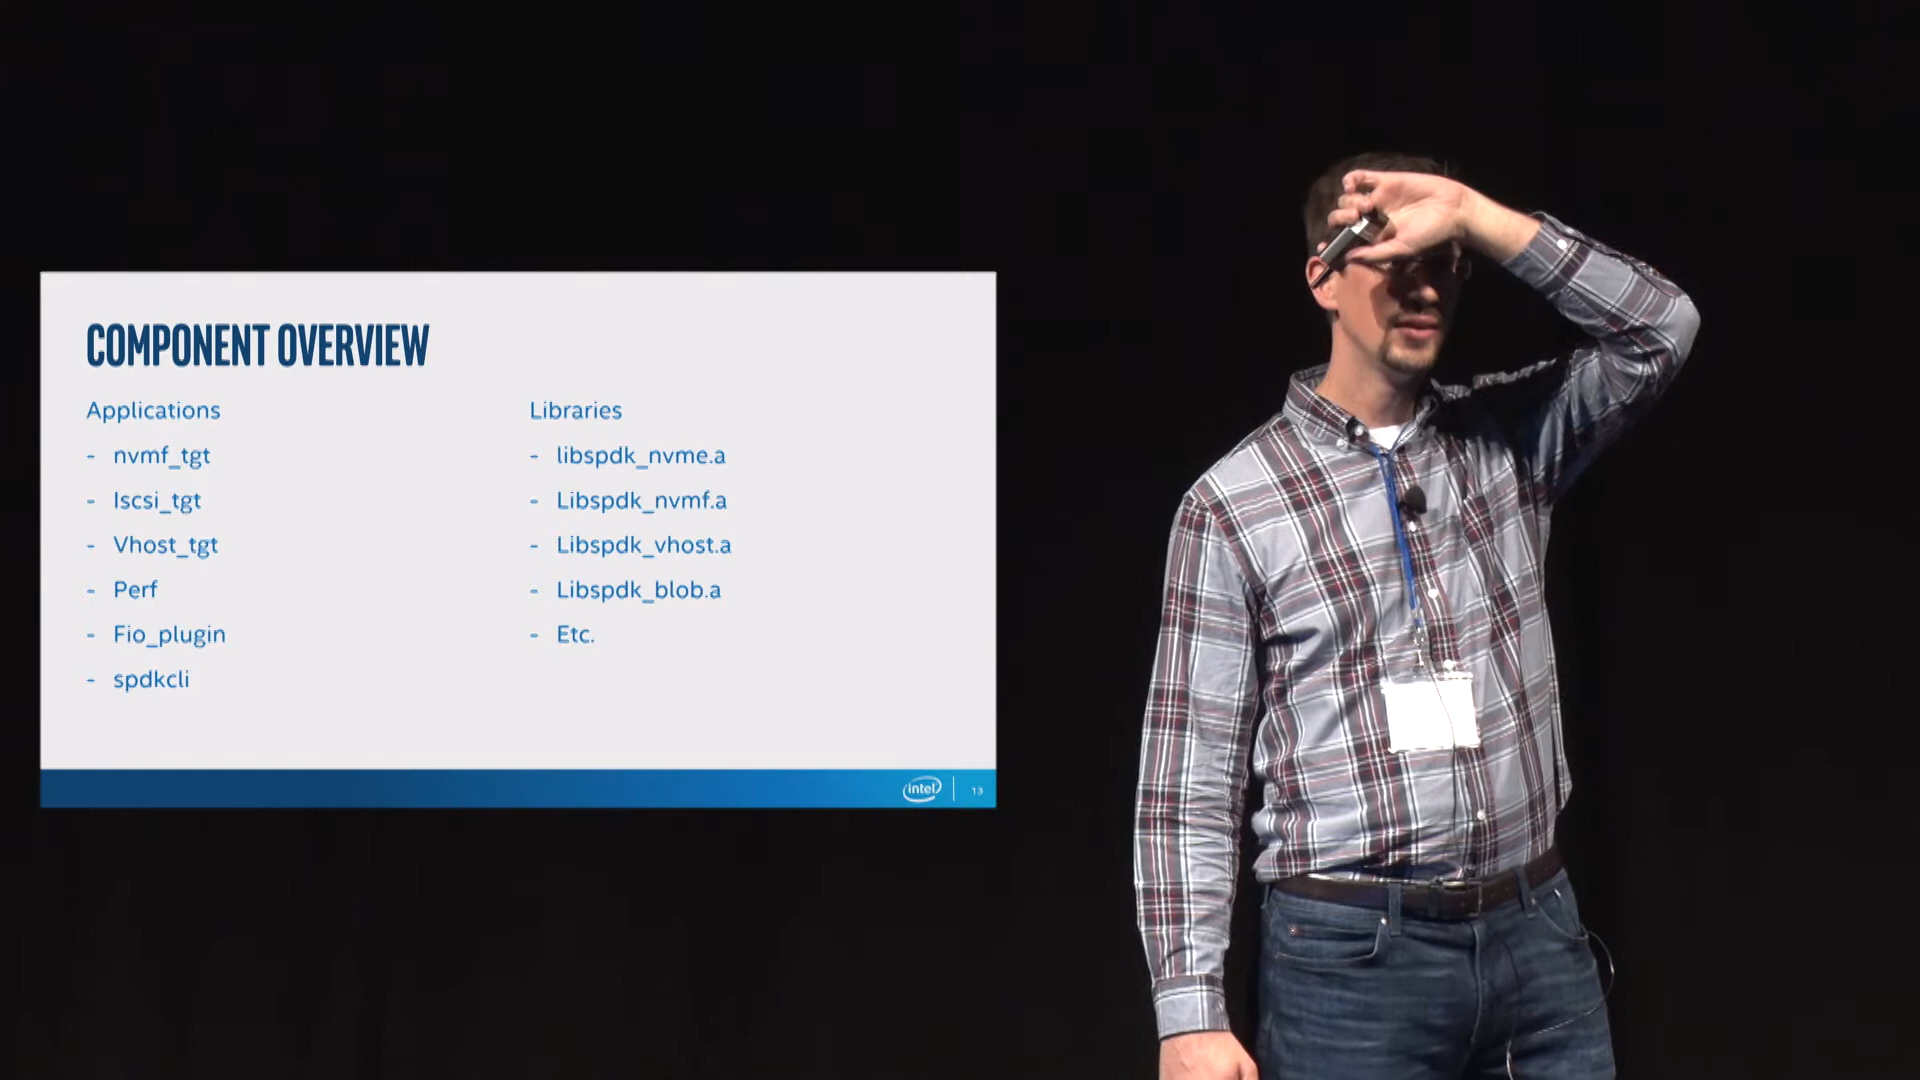 COMPONENT OVERVIEW
Applications
- nvmf_tgt
- Iscsi_tgt
- Vhost_tgt
- Perf
- Fio_plugin
- spdkcli
Libraries
- libspdk_nvme.a
- Libspdk_nvmf.a
- Libspdk_vhost.a
- Libspdk_blob.a
- Etc.
intel
13